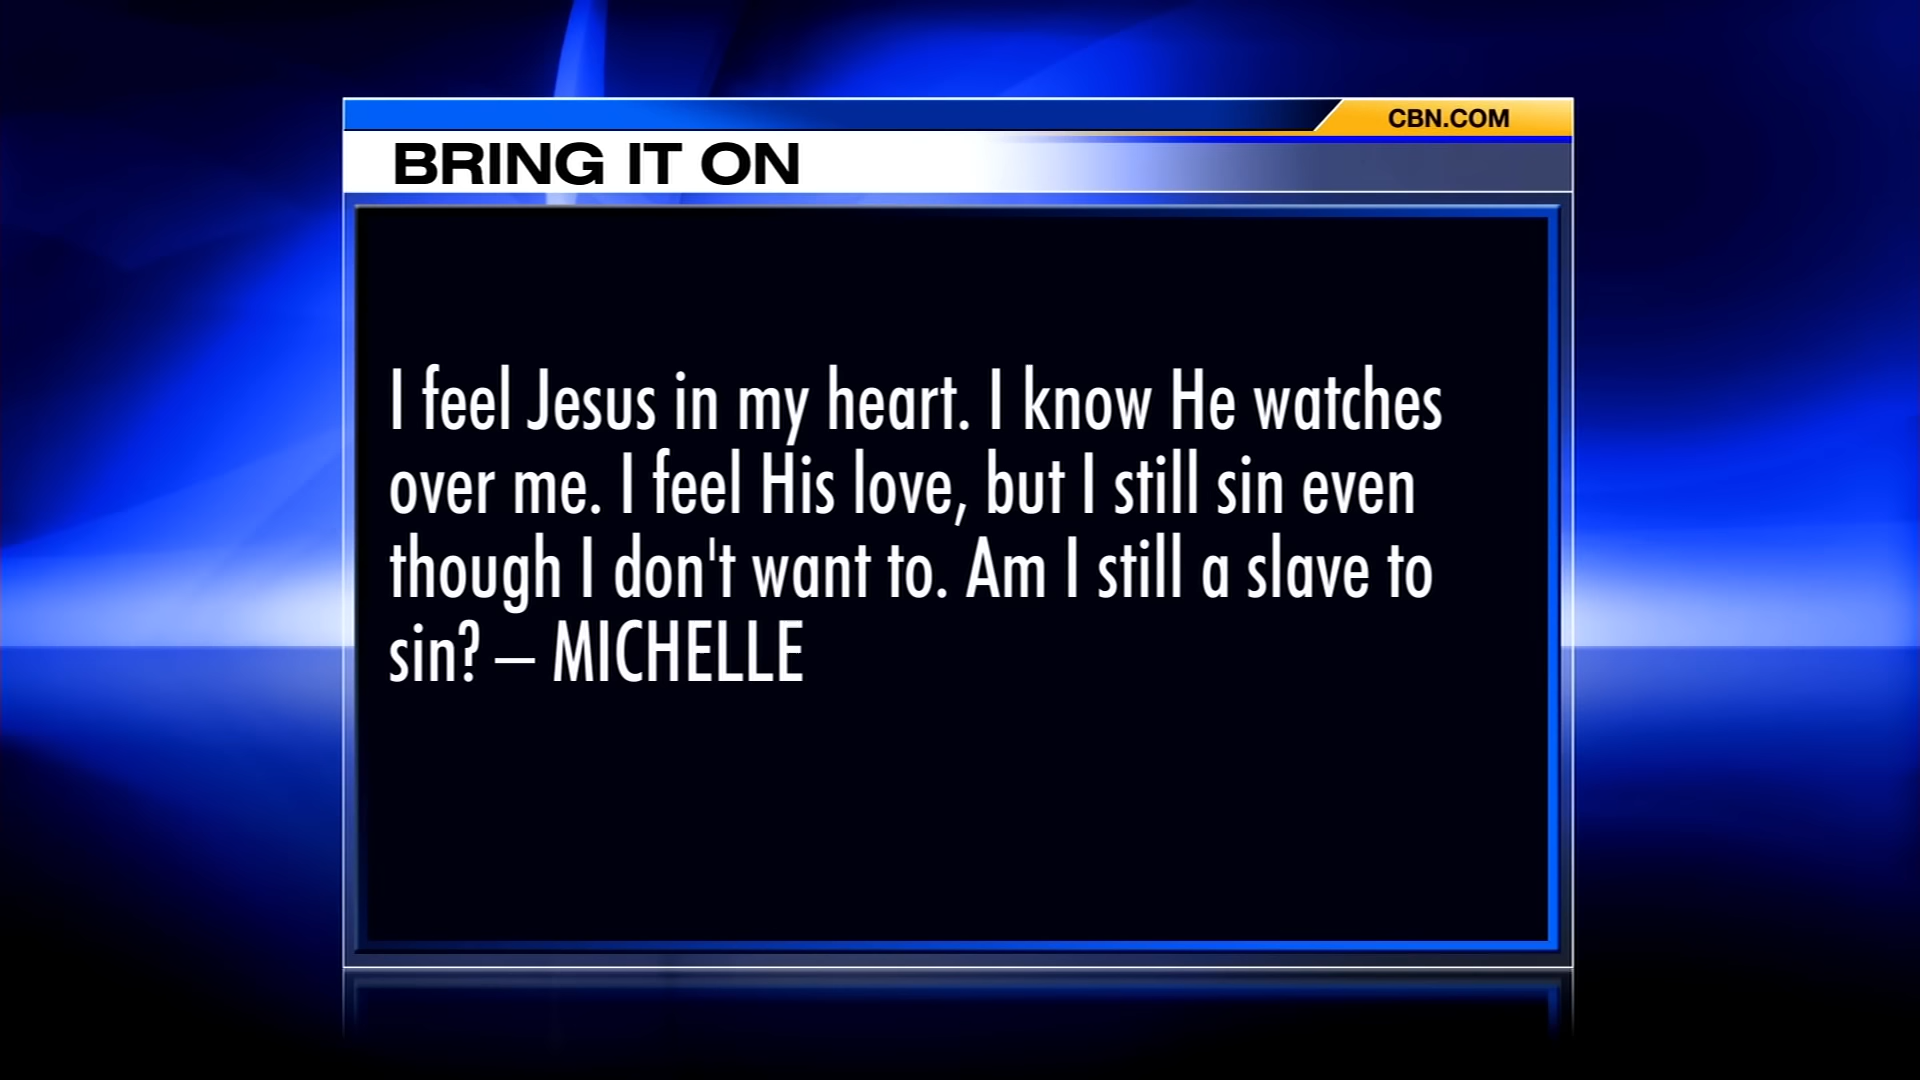 CBN.COM
BRING IT ON
I feel Jesus in my heart. I know He watches
over me. I feel His love, but I still sin even
though I don't want to. Am I still a slave to
sin? – MICHELLE